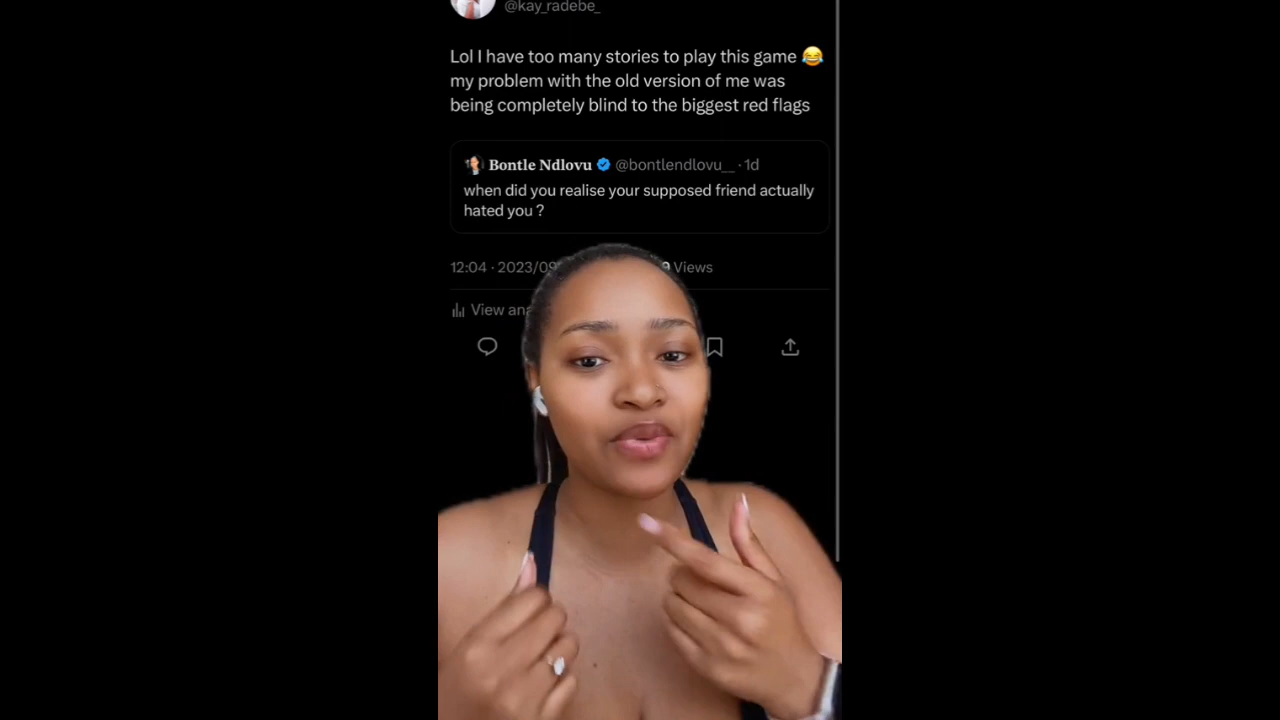 @kay_radebe_
Lol I have too many stories to play this game 😂
my problem with the old version of me was
being completely blind to the biggest red flags
Bontle Ndlovu @bontlendlovu__ · 1d
when did you realise your supposed friend actually
hated you ?
12:04 · 2023/09 Views
View